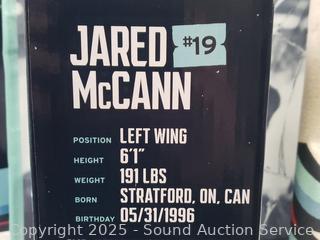 JARED #19
McCANN
POSITION LEFT WING
HEIGHT 6'1"
WEIGHT 191 LBS
BORN STRATFORD, ON, CAN
BIRTHDAY 05/31/1996
Copyright 2025 - Sound Auction Service